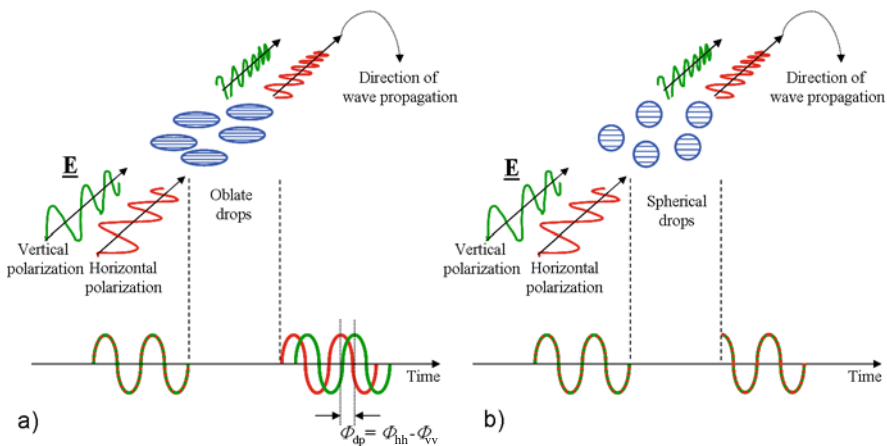 Direction of
wave propagation
E
Oblate
drops
Vertical
polarization
Horizontal
polarization
Time
Φdp = Φhh - Φvv
a)
Direction of
wave propagation
E
Spherical
drops
Vertical
polarization
Horizontal
polarization
Time
b)